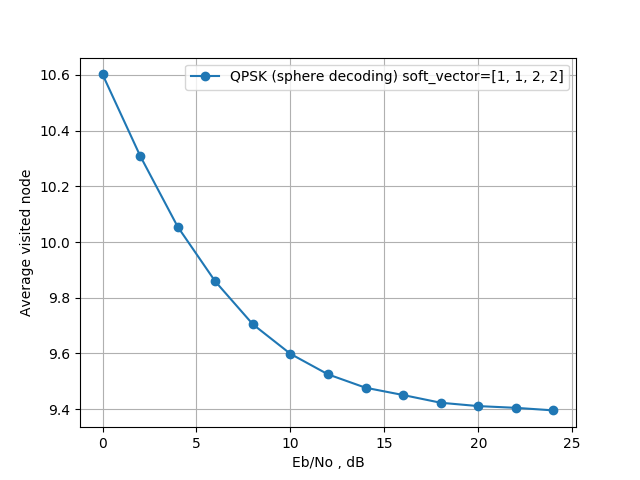 QPSK (sphere decoding) soft_vector=[1, 1, 2, 2]
10.6
10.4
10.2
10.0
9.8
9.6
9.4
Average visited node
0 5 10 15 20 25
Eb/No , dB